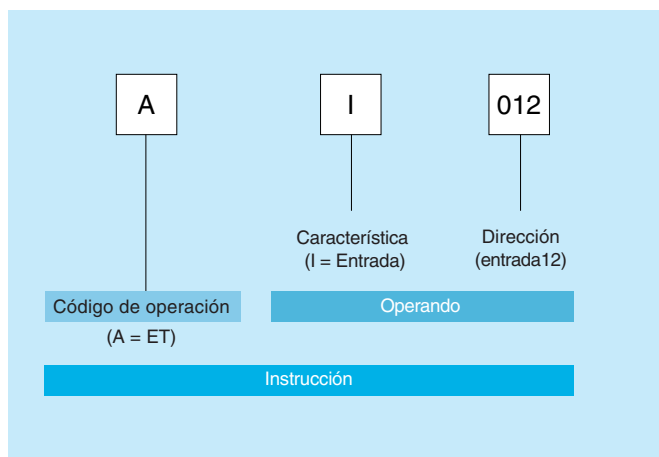 A
I
012
Característica
(I = Entrada)
Dirección
(entrada12)
Código de operación
Operando
(A = ET)
Instrucción